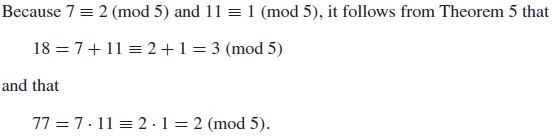 Because 7 ≡ 2 (mod 5) and 11 ≡ 1 (mod 5), it follows from Theorem 5 that
18 = 7 + 11 ≡ 2 + 1 = 3 (mod 5)
and that
77 = 7 · 11 ≡ 2 · 1 = 2 (mod 5).